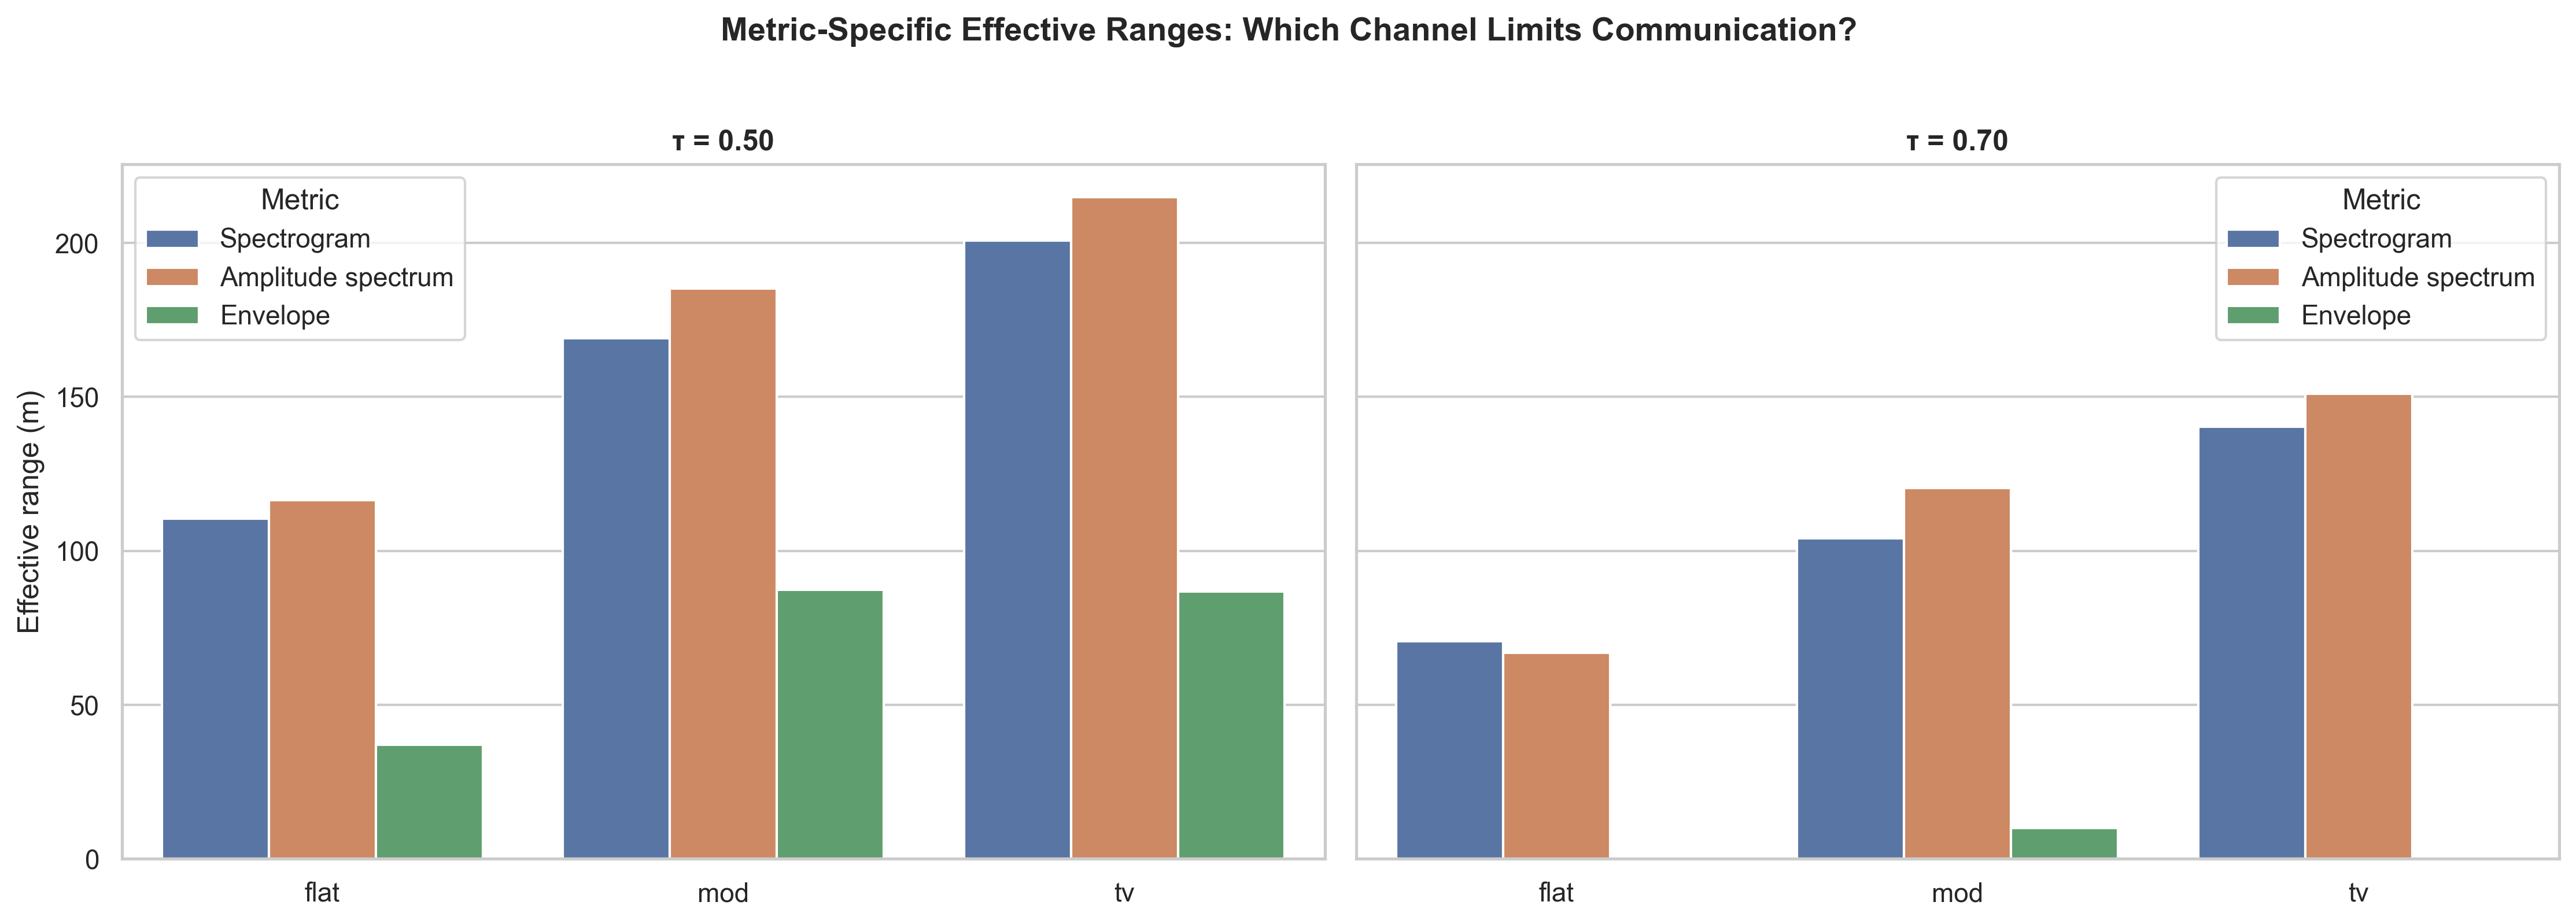 Metric-Specific Effective Ranges: Which Channel Limits Communication?
τ = 0.50
Metric
Spectrogram
Amplitude spectrum
Envelope
Effective range (m)
200
150
100
50
0
flat
mod
tv
τ = 0.70
Metric
Spectrogram
Amplitude spectrum
Envelope
flat
mod
tv